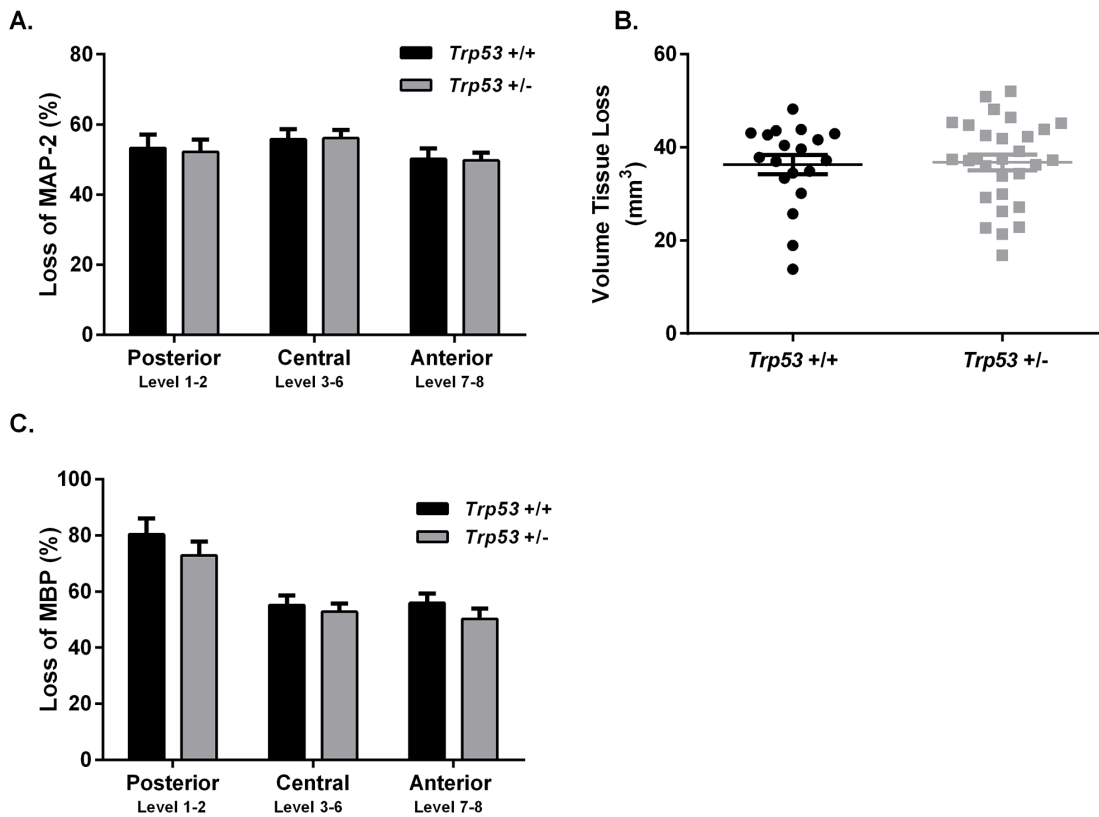 A.
Loss of MAP-2 (%)
80
60
40
20
0
Trp53 +/+
Trp53 +/-
Posterior
Level 1-2
Central
Level 3-6
Anterior
Level 7-8
B.
Volume Tissue Loss
(mm³)
60
40
20
0
Trp53 +/+
Trp53 +/-
C.
Loss of MBP (%)
100
80
60
40
20
0
Trp53 +/+
Trp53 +/-
Posterior
Level 1-2
Central
Level 3-6
Anterior
Level 7-8